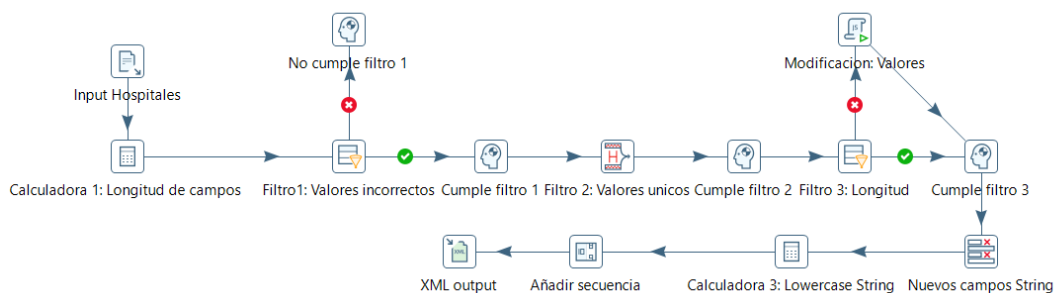 No cumple filtro 1
Modificacion: Valores
Input Hospitales
Calculadora 1: Longitud de campos
Filtro1: Valores incorrectos
Cumple filtro 1
Filtro 2: Valores unicos
Cumple filtro 2
Filtro 3: Longitud
Cumple filtro 3
XML output
Añadir secuencia
Calculadora 3: Lowercase String
Nuevos campos String